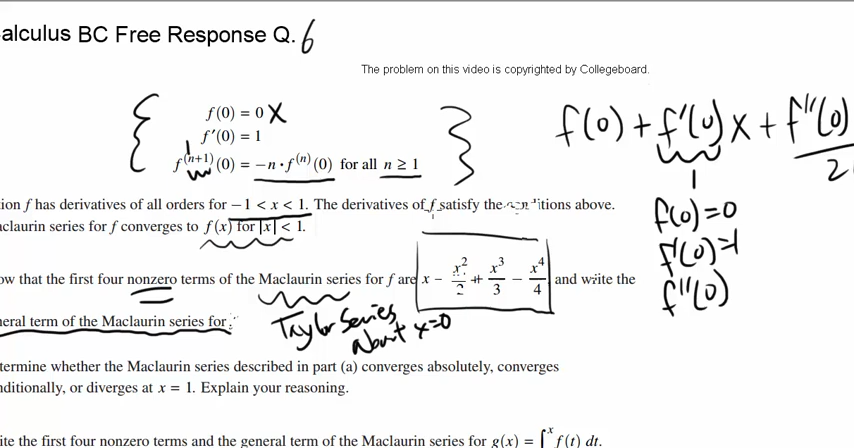 alculus BC Free Response Q. 6
The problem on this video is copyrighted by Collegeboard.
f(0) = 0 X
f′(0) = 1
f^(n+1)(0) = −n • f^(n)(0) for all n ≥ 1
f(0) + f′(0)x + f″(0)
2
1
f(0)=0
f′(0)=1
f″(0)
tion f has derivatives of all orders for −1 < x < 1. The derivatives of f satisfy the itions above.
aclaurin series for f converges to f(x) for |x| < 1.
ow that the first four nonzero terms of the Maclaurin series for f are x − x²/2 + x³/3 − x⁴/4 and write the
neral term of the Maclaurin series for
Taylor Series
about x=0
termine whether the Maclaurin series described in part (a) converges absolutely, converges
nditionally, or diverges at x = 1. Explain your reasoning.
ite the first four nonzero terms and the general term of the Maclaurin series for g(x) = ∫ˣ f(t) dt.